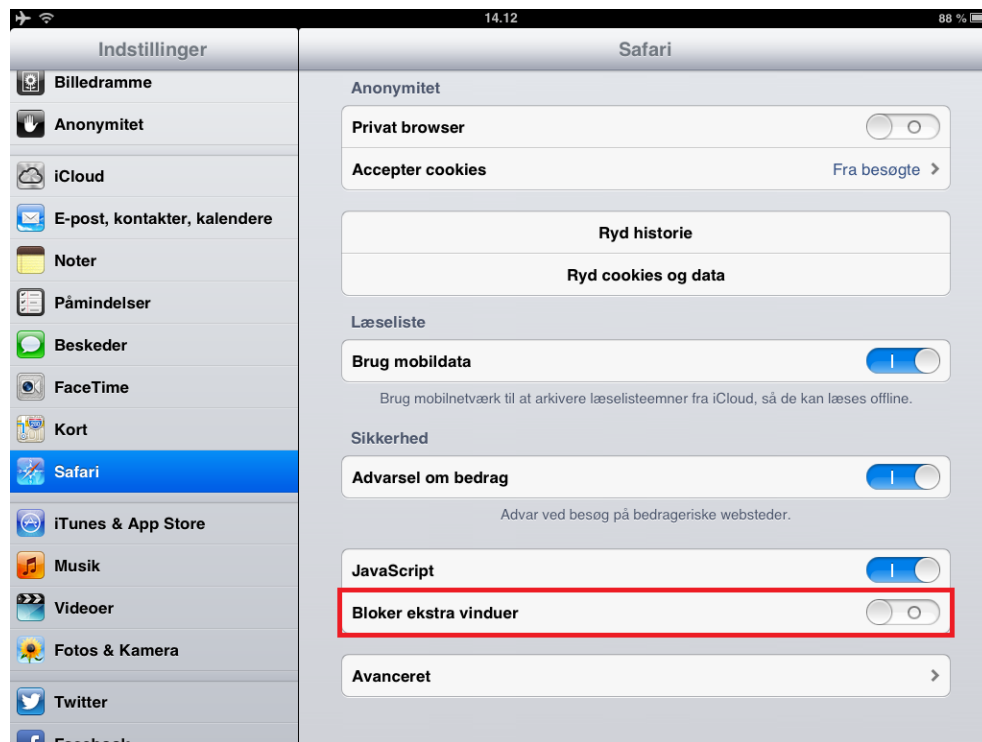 14.12
88 %
Indstillinger
Billedramme
Anonymitet
iCloud
E-post, kontakter, kalendere
Noter
Påmindelser
Beskeder
FaceTime
Kort
Safari
iTunes & App Store
Musik
Videoer
Fotos & Kamera
Twitter
Facebook
Safari
Anonymitet
Privat browser
Accepter cookies Fra besøgte
Ryd historie
Ryd cookies og data
Læseliste
Brug mobildata
Brug mobilnetværk til at arkivere læselisteemner fra iCloud, så de kan læses offline.
Sikkerhed
Advarsel om bedrag
Advar ved besøg på bedrageriske websteder.
JavaScript
Bloker ekstra vinduer
Avanceret